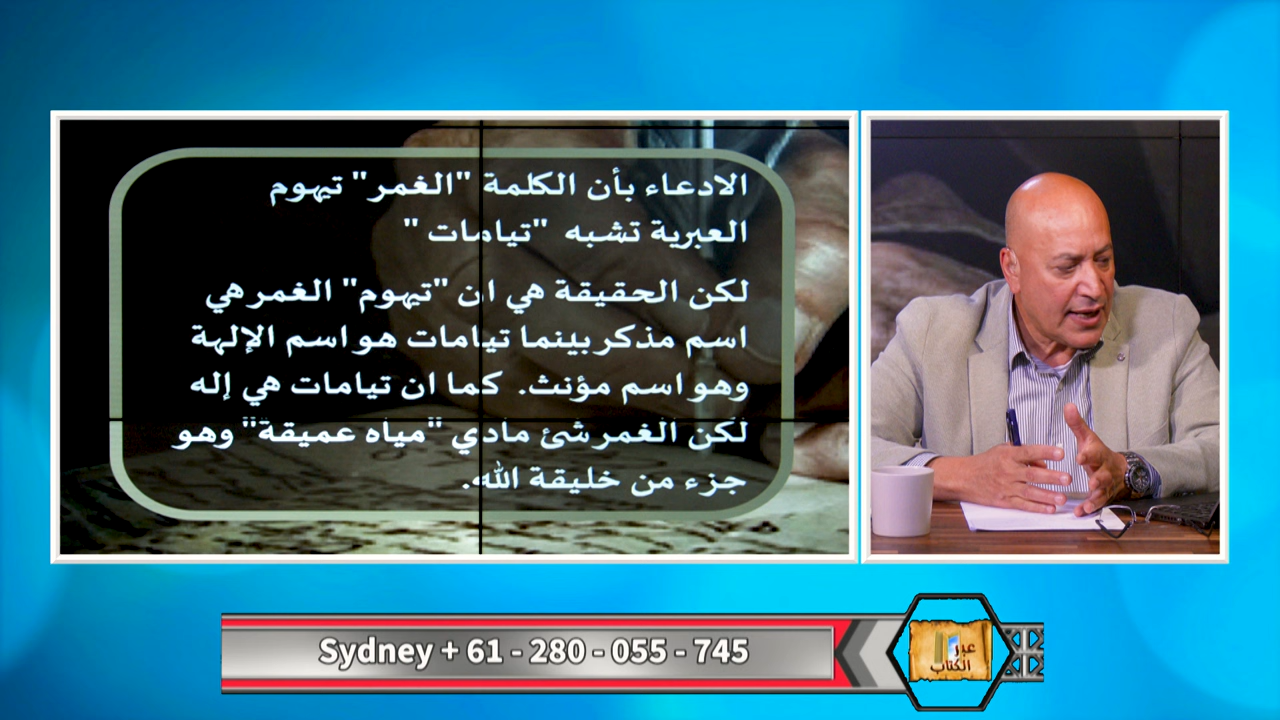 الادعاء بأن الكلمة "الغمر" تيهوم
العبرية تشبه "تيامات "
لكن الحقيقة هي ان "تيهوم" الغمر هي
اسم مذكر بينما تيامات هو اسم الإلهة
وهو اسم مؤنث. كما ان تيامات هي إله
لكن الغمر شئ مادي "مياه عميقة" وهو
جزء من خليقة الله.
Sydney + 61 - 280 - 055 - 745
عبر
الكتاب